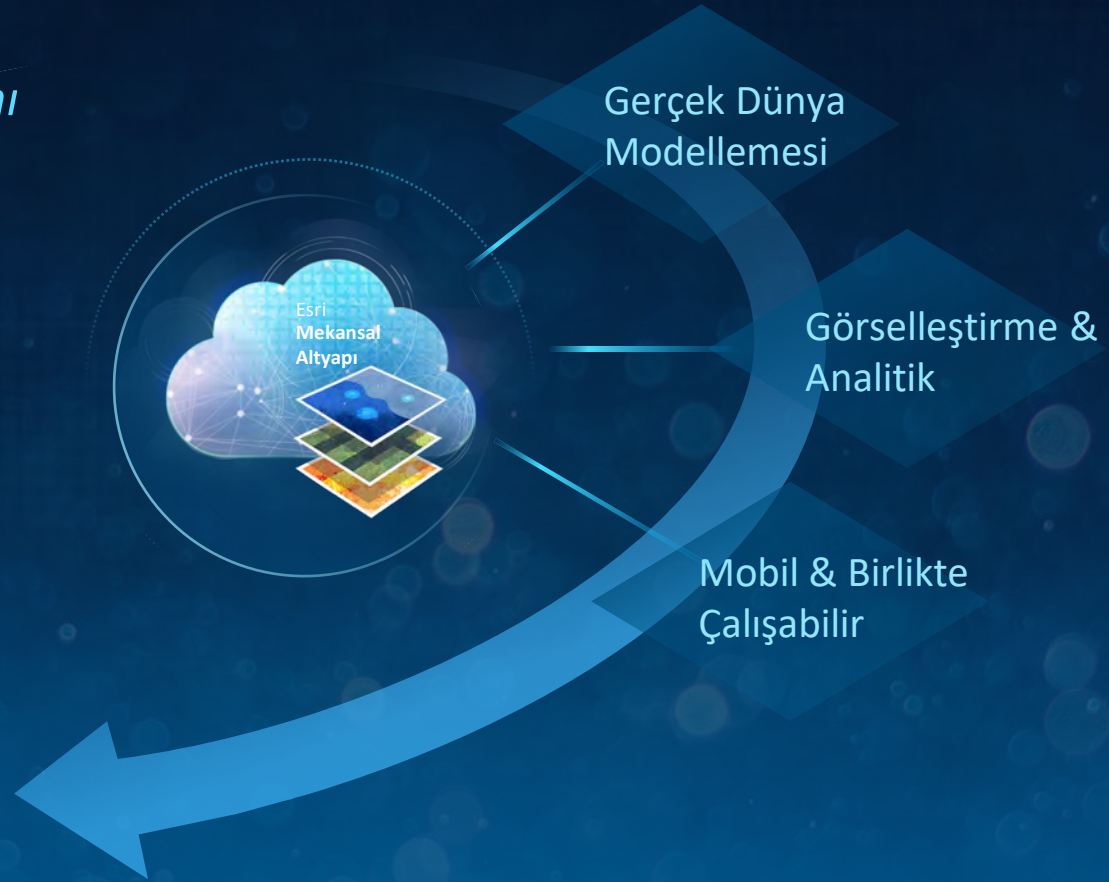 Gerçek Dünya
Modellemesi
Esri
Mekansal
Altyapı
Görselleştirme &
Analitik
Mobil & Birlikte
Çalışabilir